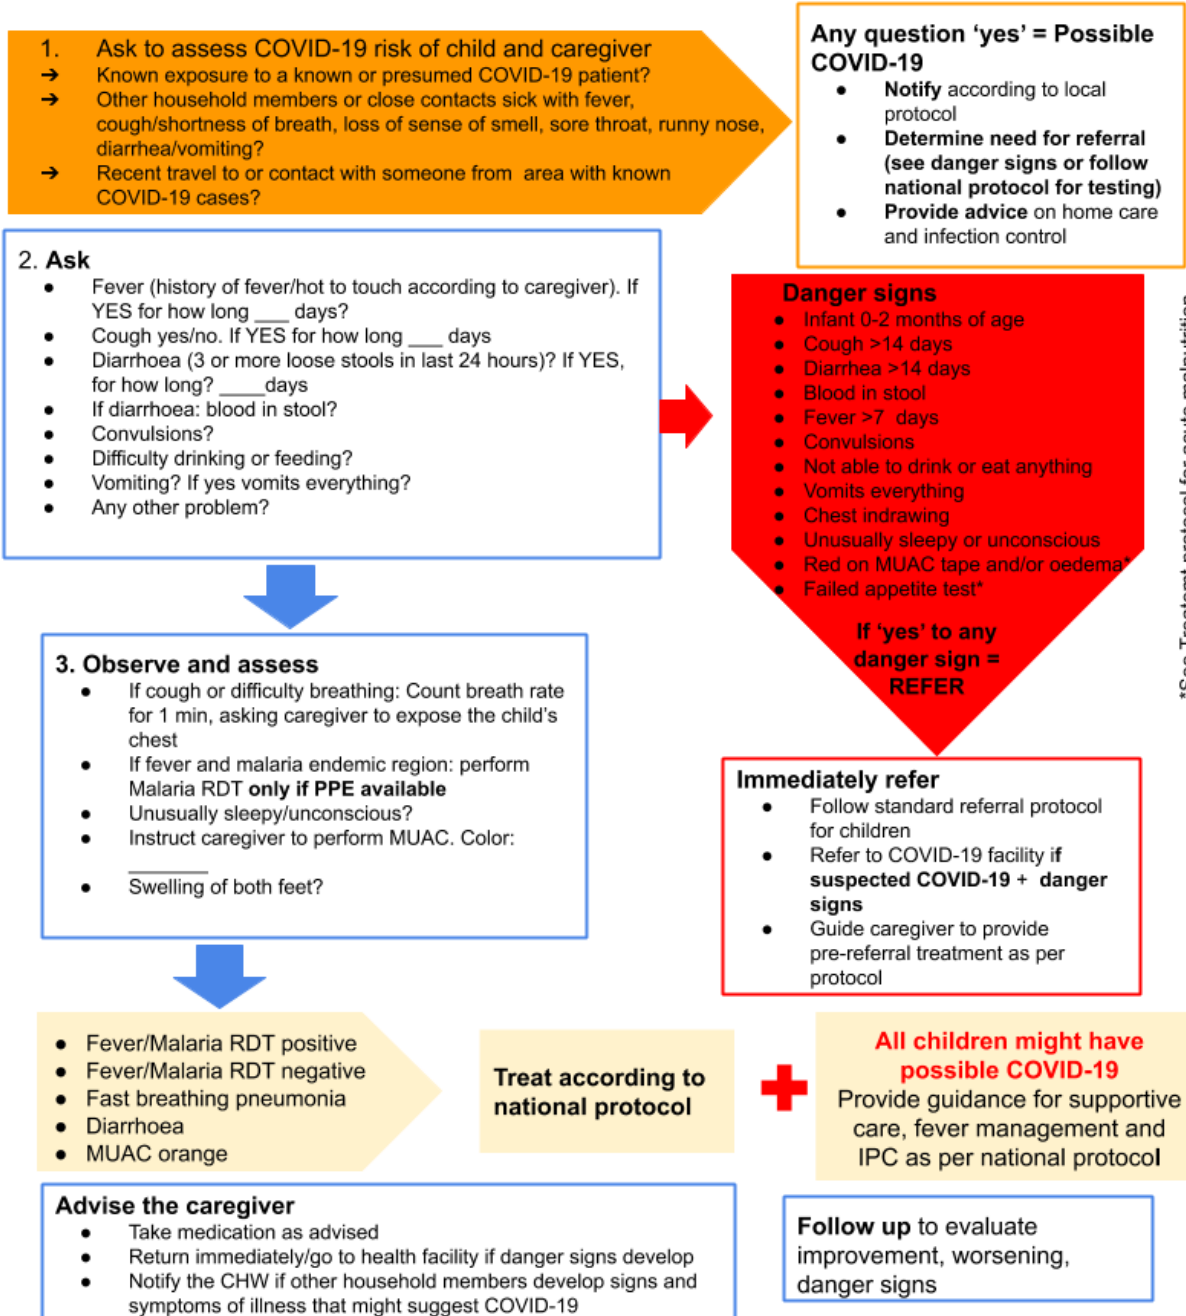 1. Ask to assess COVID-19 risk of child and caregiver
➔ Known exposure to a known or presumed COVID-19 patient?
➔ Other household members or close contacts sick with fever,
cough/shortness of breath, loss of sense of smell, sore throat, runny nose,
diarrhea/vomiting?
➔ Recent travel to or contact with someone from area with known
COVID-19 cases?
Any question ‘yes’ = Possible
COVID-19
● Notify according to local
protocol
● Determine need for referral
(see danger signs or follow
national protocol for testing)
● Provide advice on home care
and infection control
2. Ask
● Fever (history of fever/hot to touch according to caregiver). If
YES for how long ___ days?
● Cough yes/no. If YES for how long ___ days
● Diarrhoea (3 or more loose stools in last 24 hours)? If YES,
for how long? ____days
● If diarrhoea: blood in stool?
● Convulsions?
● Difficulty drinking or feeding?
● Vomiting? If yes vomits everything?
● Any other problem?
Danger signs
● Infant 0-2 months of age
● Cough >14 days
● Diarrhea >14 days
● Blood in stool
● Fever >7 days
● Convulsions
● Not able to drink or eat anything
● Vomits everything
● Chest indrawing
● Unusually sleepy or unconscious
● Red on MUAC tape and/or oedema*
● Failed appetite test*
If ‘yes’ to any
danger sign =
REFER
*See Treatemt protocol for acute malnutrition
3. Observe and assess
● If cough or difficulty breathing: Count breath rate
for 1 min, asking caregiver to expose the child’s
chest
● If fever and malaria endemic region: perform
Malaria RDT only if PPE available
● Unusually sleepy/unconscious?
● Instruct caregiver to perform MUAC. Color:
_______
● Swelling of both feet?
Immediately refer
● Follow standard referral protocol
for children
● Refer to COVID-19 facility if
suspected COVID-19 + danger
signs
● Guide caregiver to provide
pre-referral treatment as per
protocol
● Fever/Malaria RDT positive
● Fever/Malaria RDT negative
● Fast breathing pneumonia
● Diarrhoea
● MUAC orange
Treat according to
national protocol
All children might have
possible COVID-19
Provide guidance for supportive
care, fever management and
IPC as per national protocol
Advise the caregiver
● Take medication as advised
● Return immediately/go to health facility if danger signs develop
● Notify the CHW if other household members develop signs and
symptoms of illness that might suggest COVID-19
Follow up to evaluate
improvement, worsening,
danger signs